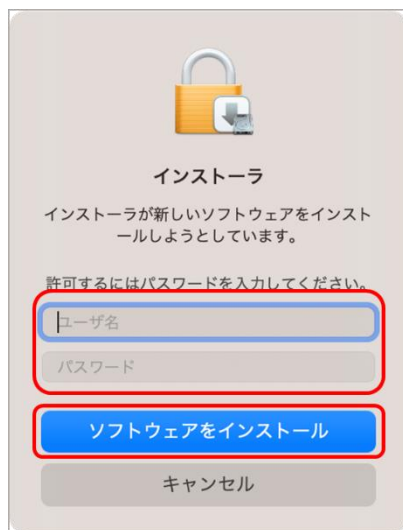 インストーラ
インストーラが新しいソフトウェアをインスト
ールしようとしています。
許可するにはパスワードを入力してください。
ユーザ名
パスワード
ソフトウェアをインストール
キャンセル